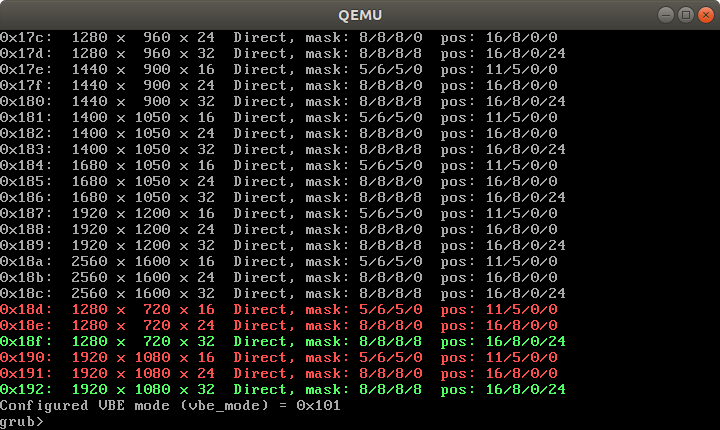 QEMU
0x17c:  1280 x  960 x 24  Direct, mask: 8/8/8/0  pos: 16/8/0/0
0x17d:  1280 x  960 x 32  Direct, mask: 8/8/8/8  pos: 16/8/0/24
0x17e:  1440 x  900 x 16  Direct, mask: 5/6/5/0  pos: 11/5/0/0
0x17f:  1440 x  900 x 24  Direct, mask: 8/8/8/0  pos: 16/8/0/0
0x180:  1440 x  900 x 32  Direct, mask: 8/8/8/8  pos: 16/8/0/24
0x181:  1400 x 1050 x 16  Direct, mask: 5/6/5/0  pos: 11/5/0/0
0x182:  1400 x 1050 x 24  Direct, mask: 8/8/8/0  pos: 16/8/0/0
0x183:  1400 x 1050 x 32  Direct, mask: 8/8/8/8  pos: 16/8/0/24
0x184:  1680 x 1050 x 16  Direct, mask: 5/6/5/0  pos: 11/5/0/0
0x185:  1680 x 1050 x 24  Direct, mask: 8/8/8/0  pos: 16/8/0/0
0x186:  1680 x 1050 x 32  Direct, mask: 8/8/8/8  pos: 16/8/0/24
0x187:  1920 x 1200 x 16  Direct, mask: 5/6/5/0  pos: 11/5/0/0
0x188:  1920 x 1200 x 24  Direct, mask: 8/8/8/0  pos: 16/8/0/0
0x189:  1920 x 1200 x 32  Direct, mask: 8/8/8/8  pos: 16/8/0/24
0x18a:  2560 x 1600 x 16  Direct, mask: 5/6/5/0  pos: 11/5/0/0
0x18b:  2560 x 1600 x 24  Direct, mask: 8/8/8/0  pos: 16/8/0/0
0x18c:  2560 x 1600 x 32  Direct, mask: 8/8/8/8  pos: 16/8/0/24
0x18d:  1280 x  720 x 16  Direct, mask: 5/6/5/0  pos: 11/5/0/0
0x18e:  1280 x  720 x 24  Direct, mask: 8/8/8/0  pos: 16/8/0/0
0x18f:  1280 x  720 x 32  Direct, mask: 8/8/8/8  pos: 16/8/0/24
0x190:  1920 x 1080 x 16  Direct, mask: 5/6/5/0  pos: 11/5/0/0
0x191:  1920 x 1080 x 24  Direct, mask: 8/8/8/0  pos: 16/8/0/0
0x192:  1920 x 1080 x 32  Direct, mask: 8/8/8/8  pos: 16/8/0/24
Configured VBE mode (vbe_mode) = 0x101
grub>